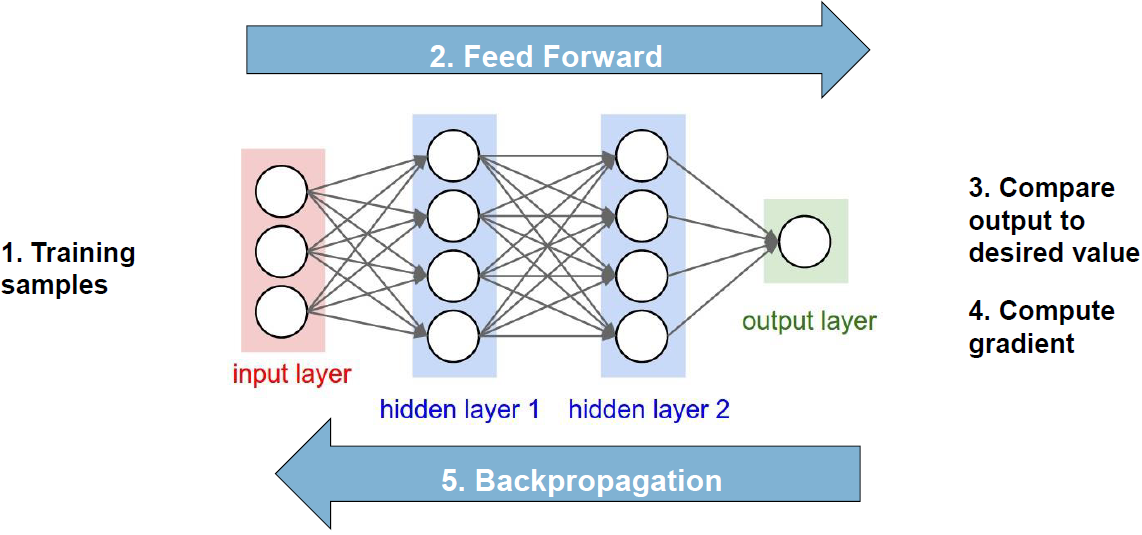 2. Feed Forward
1. Training
samples
input layer
hidden layer 1
hidden layer 2
output layer
3. Compare
output to
desired value
4. Compute
gradient
5. Backpropagation